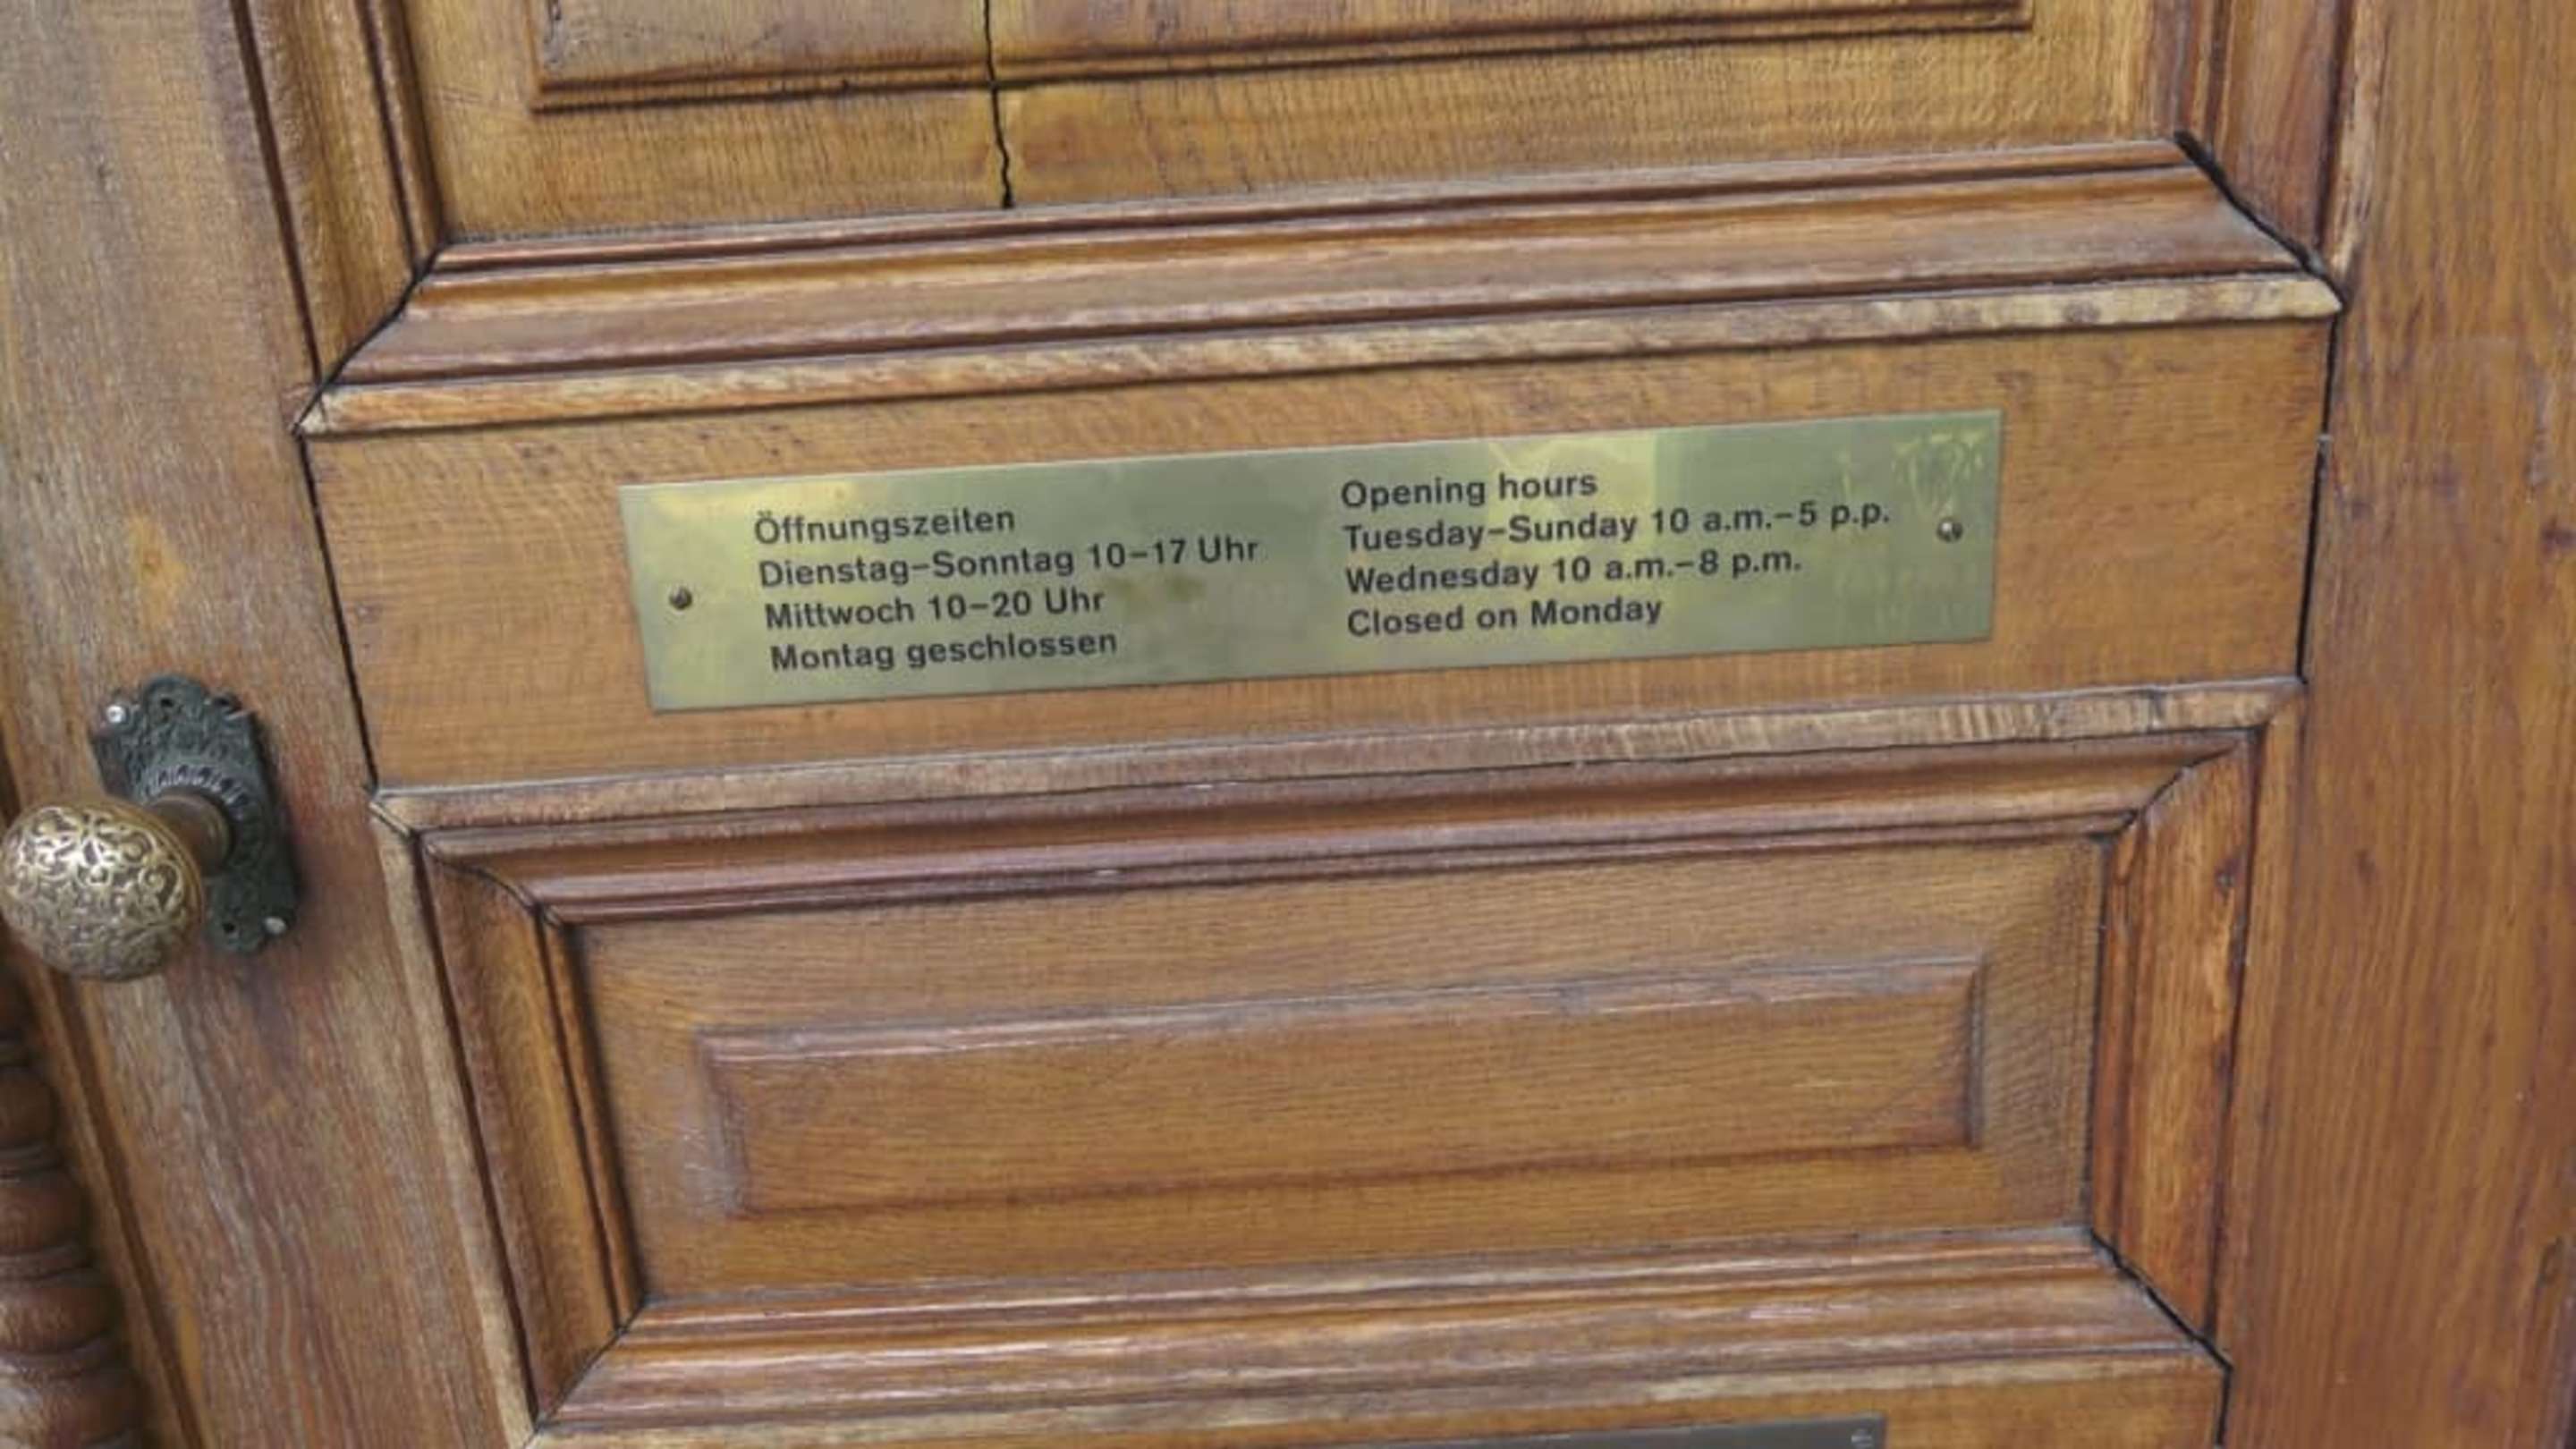 Öffnungszeiten
Dienstag–Sonntag 10–17 Uhr
Mittwoch 10–20 Uhr
Montag geschlossen
Opening hours
Tuesday–Sunday 10 a.m.–5 p.p.
Wednesday 10 a.m.–8 p.m.
Closed on Monday